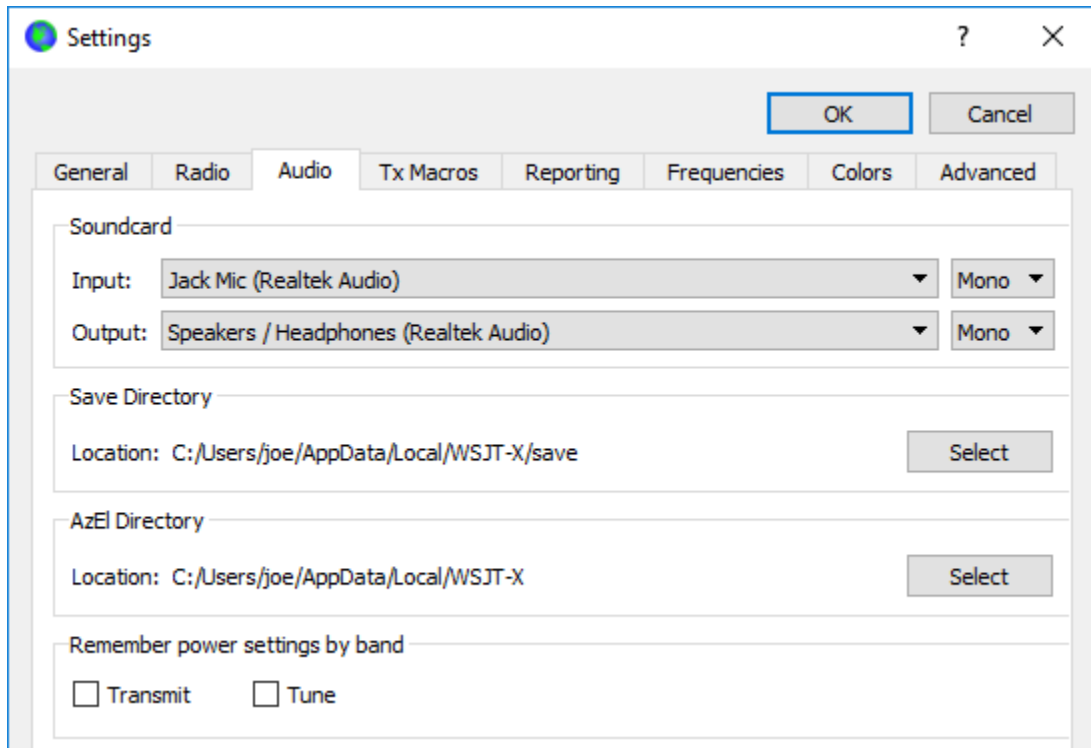 Settings
? 
OK Cancel
General Radio Audio Tx Macros Reporting Frequencies Colors Advanced
Soundcard
Input: Jack Mic (Realtek Audio) Mono
Output: Speakers / Headphones (Realtek Audio) Mono
Save Directory
Location: C:/Users/joe/AppData/Local/WSJT-X/save Select
AzEl Directory
Location: C:/Users/joe/AppData/Local/WSJT-X Select
Remember power settings by band
Transmit Tune